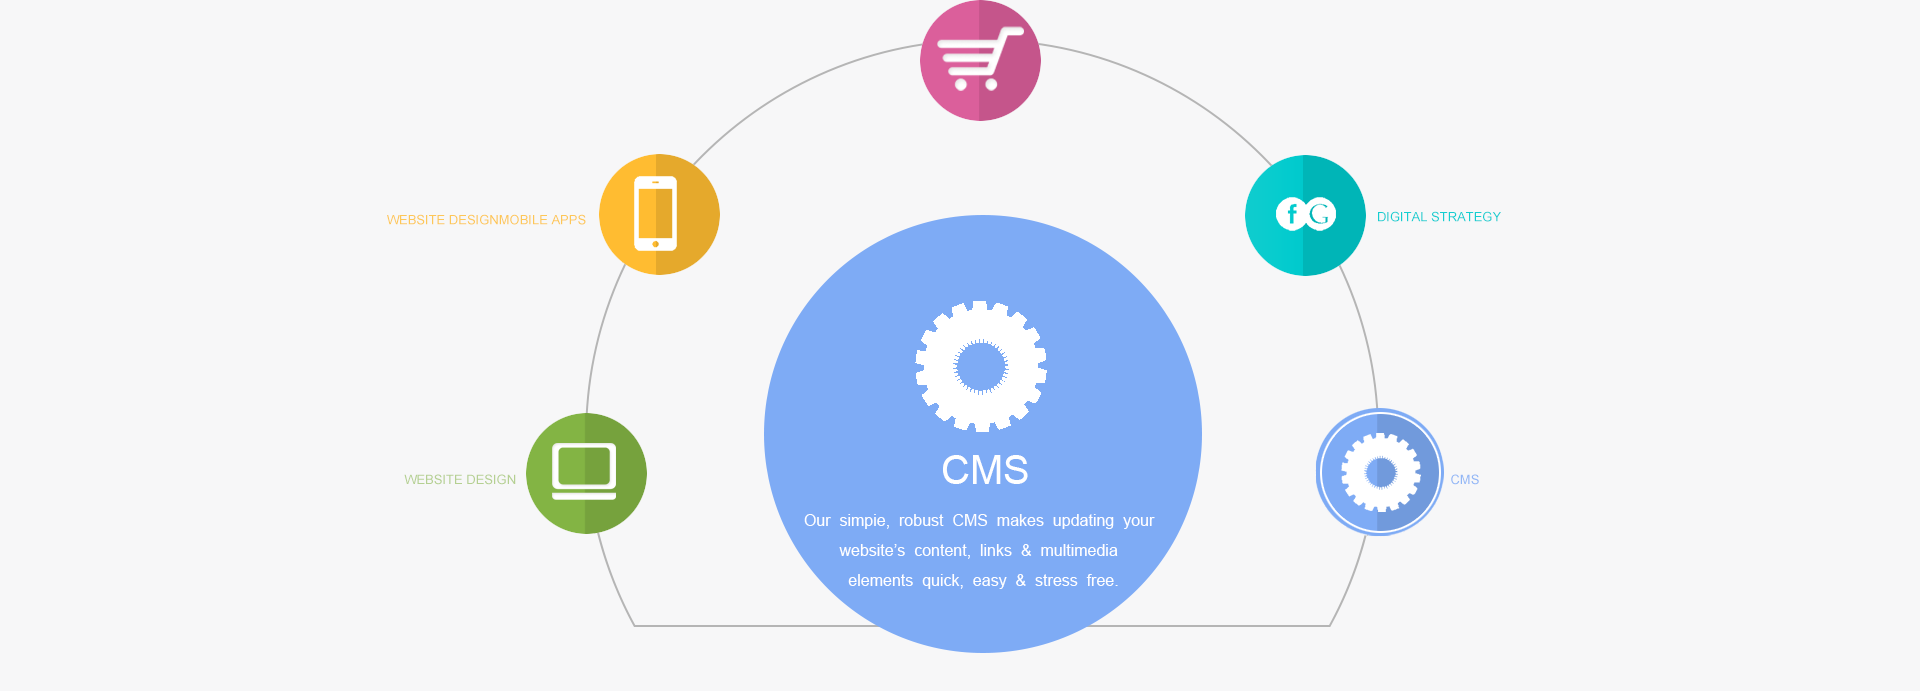 WEBSITE DESIGNMOBILE APPS
f G
DIGITAL STRATEGY
WEBSITE DESIGN
CMS
CMS
Our simpie, robust CMS makes updating your
website's content, links & multimedia
elements quick, easy & stress free.